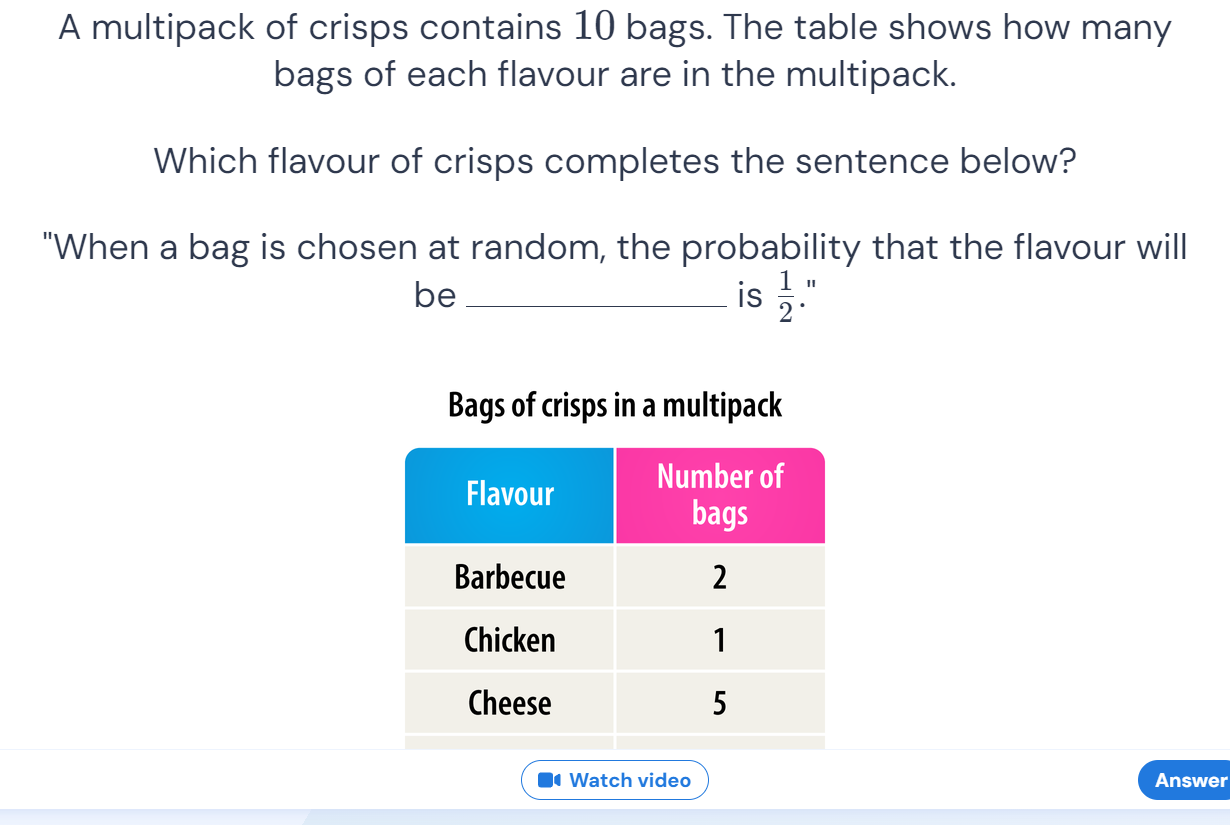 A multipack of crisps contains 10 bags. The table shows how many
bags of each flavour are in the multipack.
Which flavour of crisps completes the sentence below?
"When a bag is chosen at random, the probability that the flavour will
be ____________ is 1/2."
Bags of crisps in a multipack
Flavour Number of bags
Barbecue 2
Chicken 1
Cheese 5
Watch video
Answer